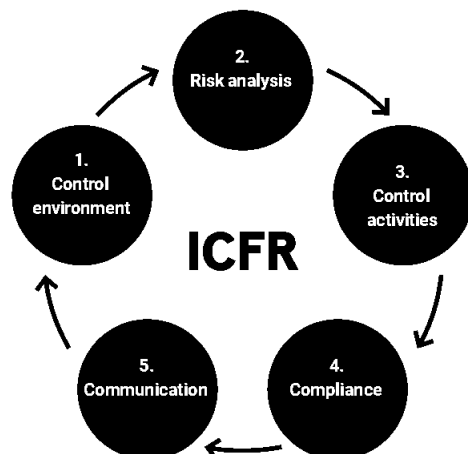 1.
Control
environment
2.
Risk analysis
3.
Control
activities
4.
Compliance
5.
Communication
ICFR